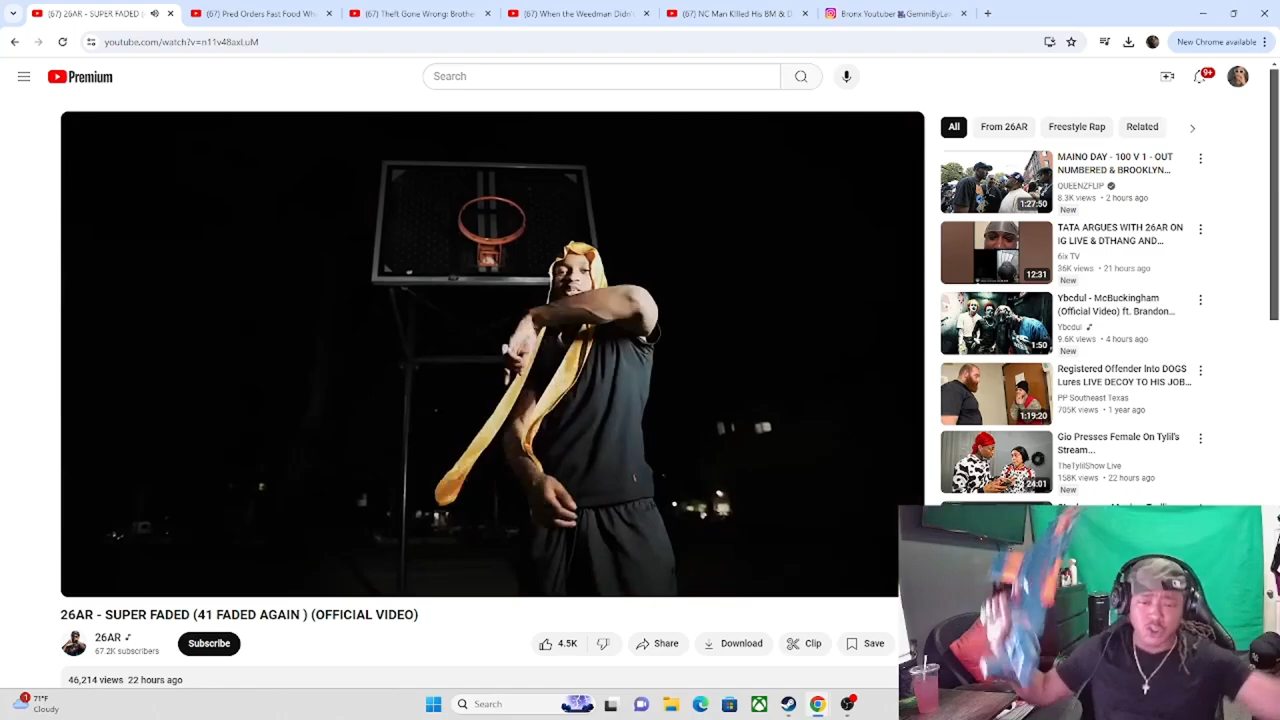 (67) 26AR - SUPER FADED (
(67) Pred Orders Fast Food Wh
(67) Theft Gone Wrong: Brothe
(67) When the Weedman Didn'
(67) NC Man Killed His BM & D
Bronx Youtuber GeminiByLav
youtube.com/watch?v=n11v48axLuM
New Chrome available
Premium
Search
9+
All
From 26AR
Freestyle Rap
Related
MAINO DAY - 100 V 1 - OUT
NUMBERED & BROOKLYN...
QUEENZFLIP
8.3K views • 2 hours ago
New
1:27:50
TATA ARGUES WITH 26AR ON
IG LIVE & DTHANG AND...
6ix TV
36K views • 21 hours ago
New
12:31
Ybcdul - McBuckingham
(Official Video) ft. Brandon...
Ybcdul
9.6K views • 4 hours ago
New
1:50
Registered Offender Into DOGS
Lures LIVE DECOY TO HIS JOB...
PP Southeast Texas
705K views • 1 year ago
1:19:20
Gio Presses Female On Tylil's
Stream...
TheTylilShow Live
158K views • 22 hours ago
New
24:01
26AR - SUPER FADED (41 FADED AGAIN ) (OFFICIAL VIDEO)
26AR
67.2K subscribers
Subscribe
4.5K
Share
Download
Clip
Save
46,214 views 22 hours ago
1
71°F
Cloudy
Search